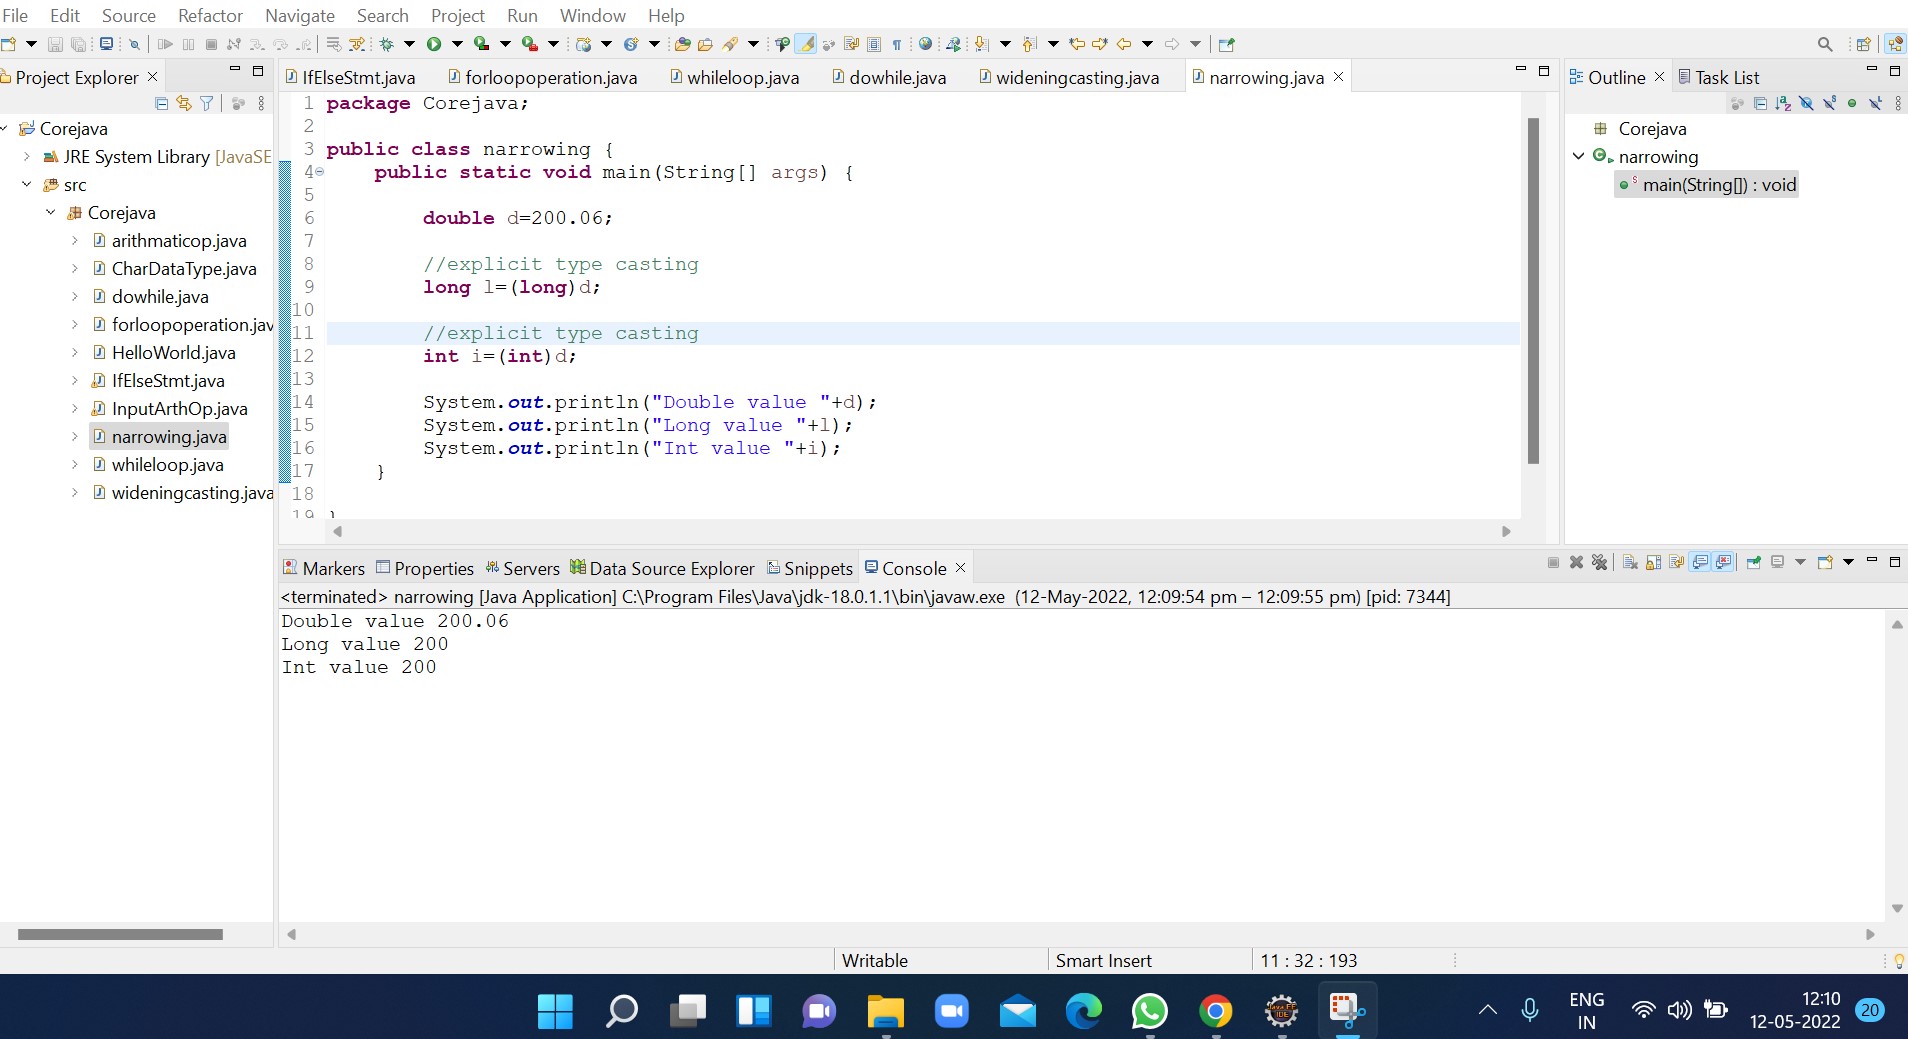 File Edit Source Refactor Navigate Search Project Run Window Help
Project Explorer
Corejava
JRE System Library [JavaSE
src
Corejava
arithmaticop.java
CharDataType.java
dowhile.java
forloopoperation.jav
HelloWorld.java
IfElseStmt.java
InputArthOp.java
narrowing.java
whileloop.java
wideningcasting.java
IfElseStmt.java forloopoperation.java whileloop.java dowhile.java wideningcasting.java narrowing.java
1 package Corejava;
2
3 public class narrowing {
4 public static void main(String[] args) {
5
6 double d=200.06;
7
8 //explicit type casting
9 long l=(long)d;
10
11 //explicit type casting
12 int i=(int)d;
13
14 System.out.println("Double value "+d);
15 System.out.println("Long value "+l);
16 System.out.println("Int value "+i);
17 }
18
19 }
Outline Task List
Corejava
narrowing
main(String[]) : void
Markers Properties Servers Data Source Explorer Snippets Console
<terminated> narrowing [Java Application] C:\Program Files\Java\jdk-18.0.1.1\bin\javaw.exe (12-May-2022, 12:09:54 pm – 12:09:55 pm) [pid: 7344]
Double value 200.06
Long value 200
Int value 200
Writable Smart Insert 11 : 32 : 193
Java EE
IDE
ENG
IN
12:10
12-05-2022
20